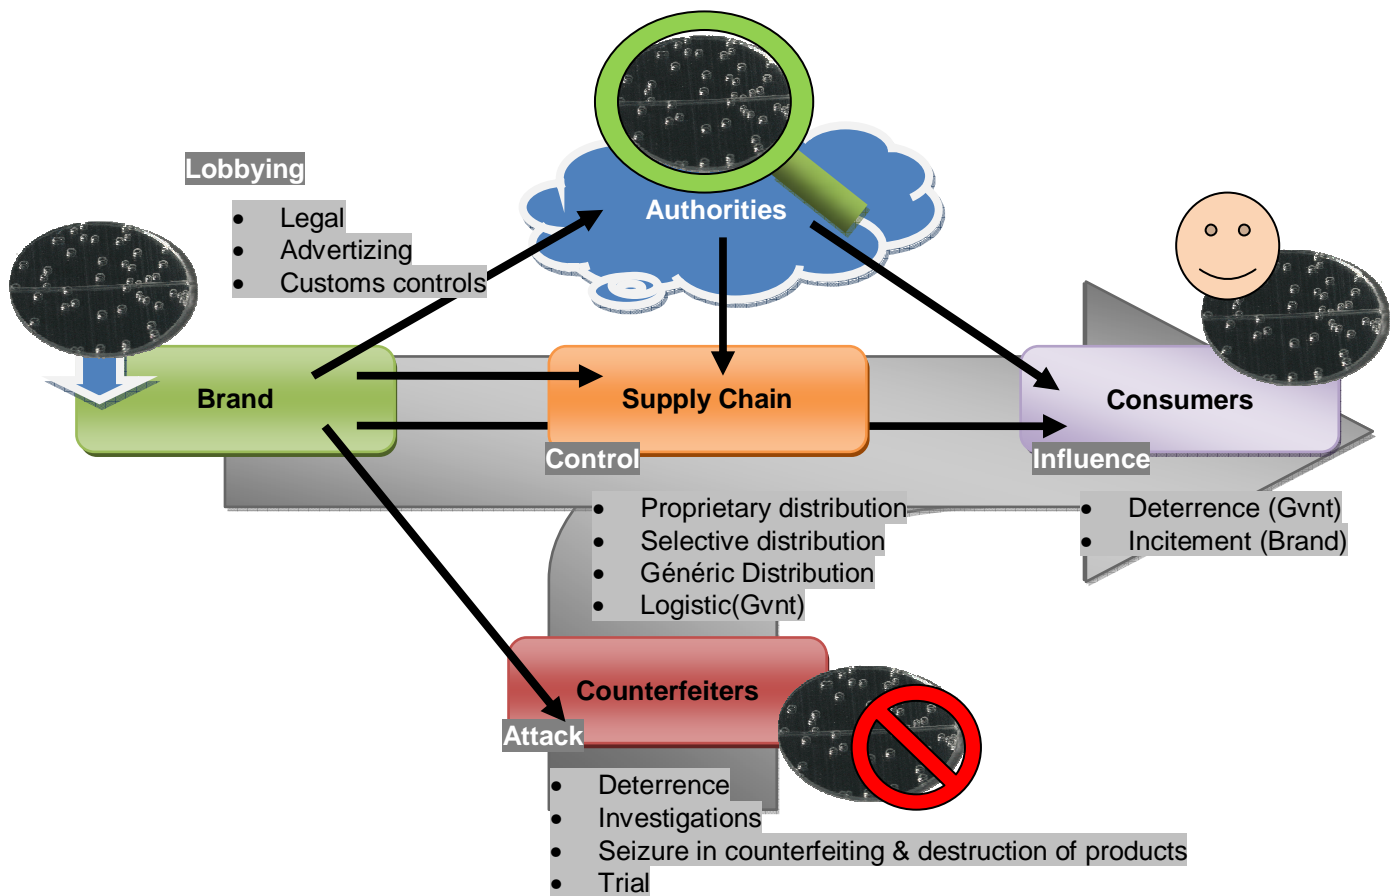 Lobbying
• Legal
• Advertizing
• Customs controls
Authorities
Brand
Supply Chain
Consumers
Control
• Proprietary distribution
• Selective distribution
• Généric Distribution
• Logistic(Gvnt)
Influence
• Deterrence (Gvnt)
• Incitement (Brand)
Counterfeiters
Attack
• Deterrence
• Investigations
• Seizure in counterfeiting & destruction of products
• Trial